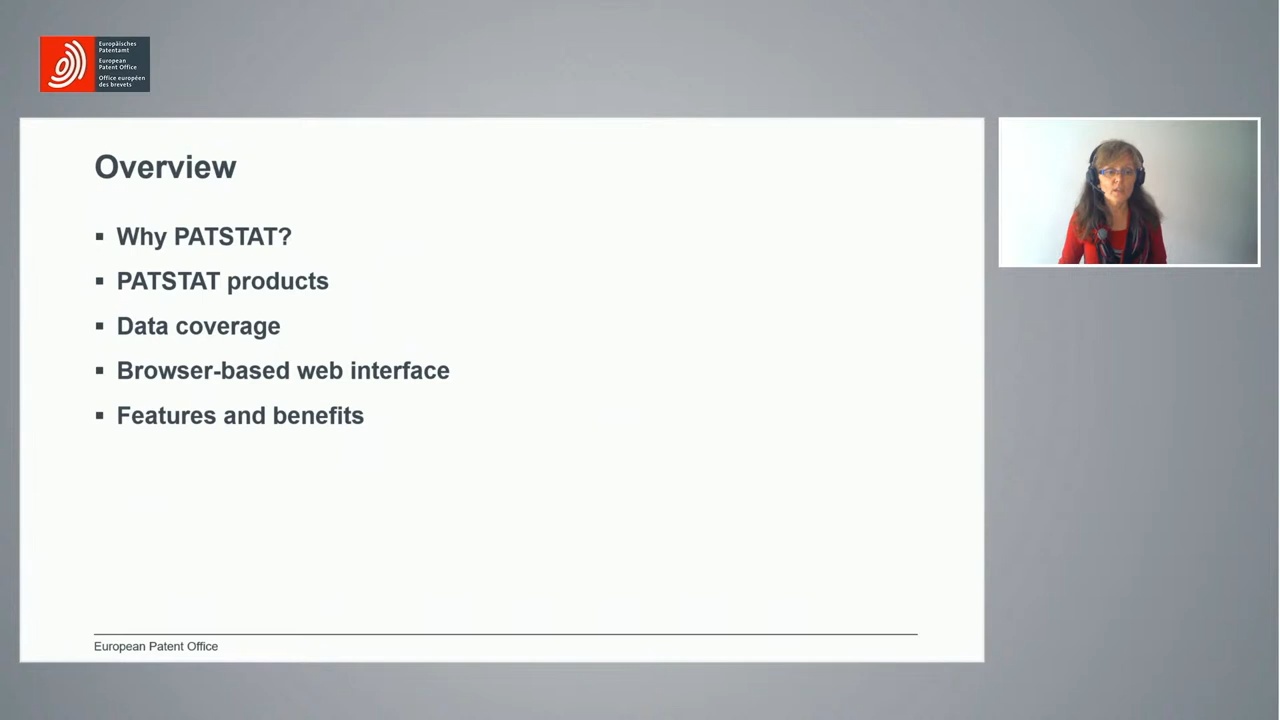 Europäisches
Patentamt
European
Patent Office
Office européen
des brevets
Overview
▪ Why PATSTAT?
▪ PATSTAT products
▪ Data coverage
▪ Browser-based web interface
▪ Features and benefits
European Patent Office